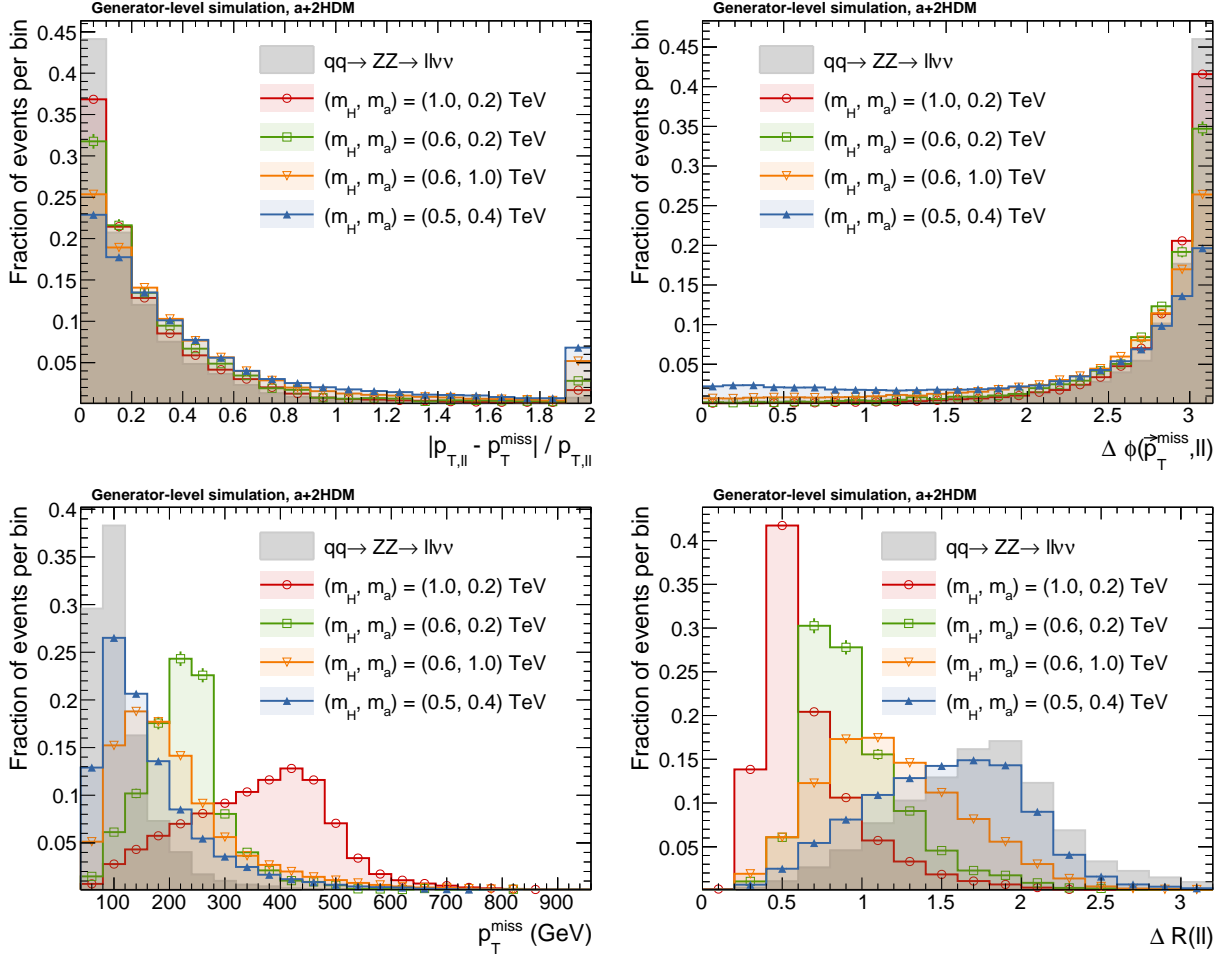 Generator-level simulation, a+2HDM
Fraction of events per bin
0.45
0.4
0.35
0.3
0.25
0.2
0.15
0.1
0.05
qq→ ZZ→ llνν
(m_H, m_a) = (1.0, 0.2) TeV
(m_H, m_a) = (0.6, 0.2) TeV
(m_H, m_a) = (0.6, 1.0) TeV
(m_H, m_a) = (0.5, 0.4) TeV
0 0.2 0.4 0.6 0.8 1 1.2 1.4 1.6 1.8 2
|p_T,ll - p_T^miss| / p_T,ll
Generator-level simulation, a+2HDM
Fraction of events per bin
0.45
0.4
0.35
0.3
0.25
0.2
0.15
0.1
0.05
qq→ ZZ→ llνν
(m_H, m_a) = (1.0, 0.2) TeV
(m_H, m_a) = (0.6, 0.2) TeV
(m_H, m_a) = (0.6, 1.0) TeV
(m_H, m_a) = (0.5, 0.4) TeV
0 0.5 1 1.5 2 2.5 3
Δ ϕ(p⃗_T^miss,ll)
Generator-level simulation, a+2HDM
Fraction of events per bin
0.4
0.35
0.3
0.25
0.2
0.15
0.1
0.05
qq→ ZZ→ llνν
(m_H, m_a) = (1.0, 0.2) TeV
(m_H, m_a) = (0.6, 0.2) TeV
(m_H, m_a) = (0.6, 1.0) TeV
(m_H, m_a) = (0.5, 0.4) TeV
100 200 300 400 500 600 700 800 900
p_T^miss (GeV)
Generator-level simulation, a+2HDM
Fraction of events per bin
0.4
0.3
0.2
0.15
0.1
0.05
qq→ ZZ→ llνν
(m_H, m_a) = (1.0, 0.2) TeV
(m_H, m_a) = (0.6, 0.2) TeV
(m_H, m_a) = (0.6, 1.0) TeV
(m_H, m_a) = (0.5, 0.4) TeV
0 0.5 1 1.5 2 2.5 3
Δ R(ll)